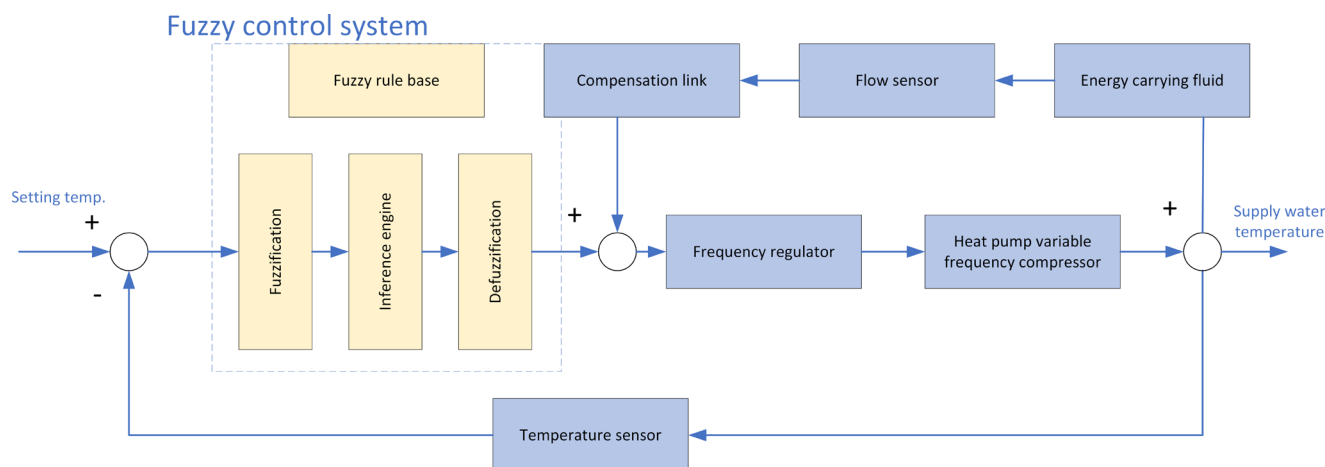 Fuzzy control system
Fuzzy rule base
Compensation link
Flow sensor
Energy carrying fluid
Setting temp.
+
-
Fuzzification
Inference engine
Defuzzification
+
Frequency regulator
Heat pump variable
frequency compressor
+
Supply water
temperature
Temperature sensor